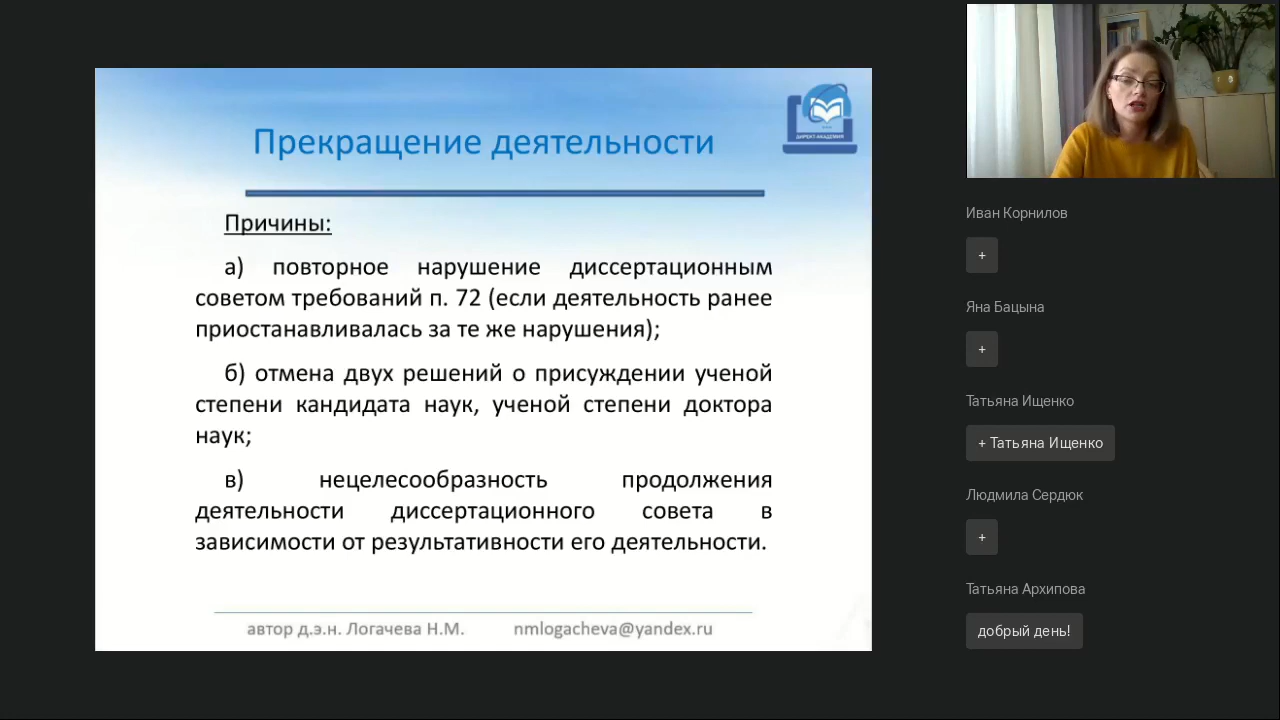 Прекращение деятельности
ДИРЕКТ-АКАДЕМИЯ
Причины:
а) повторное нарушение диссертационным
советом требований п. 72 (если деятельность ранее
приостанавливалась за те же нарушения);
б) отмена двух решений о присуждении ученой
степени кандидата наук, ученой степени доктора
наук;
в) нецелесообразность продолжения
деятельности диссертационного совета в
зависимости от результативности его деятельности.
автор д.э.н. Логачева Н.М. nmlogacheva@yandex.ru
Иван Корнилов
+
Яна Бацына
+
Татьяна Ищенко
+ Татьяна Ищенко
Людмила Сердюк
+
Татьяна Архипова
добрый день!